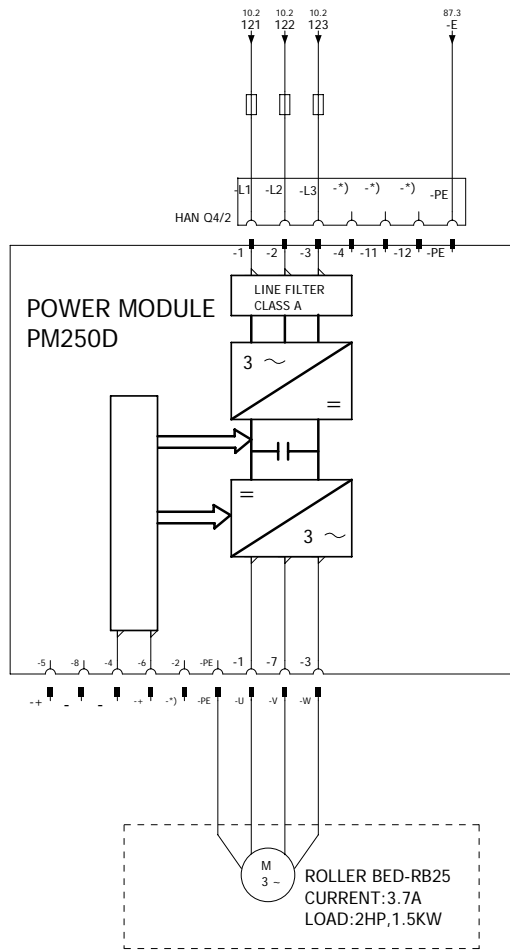 10.2 10.2 10.2 87.3
121 122 123 -E
-L1 -L2 -L3 -*) -*) -*) -PE
HAN Q4/2
-1 -2 -3 -4 -11 -12 -PE
LINE FILTER
CLASS A
POWER MODULE
PM250D
3 ~
=
=
3 ~
-5 -8 -4 -6 -2 -PE -1 -7 -3
-+ - - -+ -*) -PE -U -V -W
M
3 ~
ROLLER BED-RB25
CURRENT:3.7A
LOAD:2HP,1.5KW